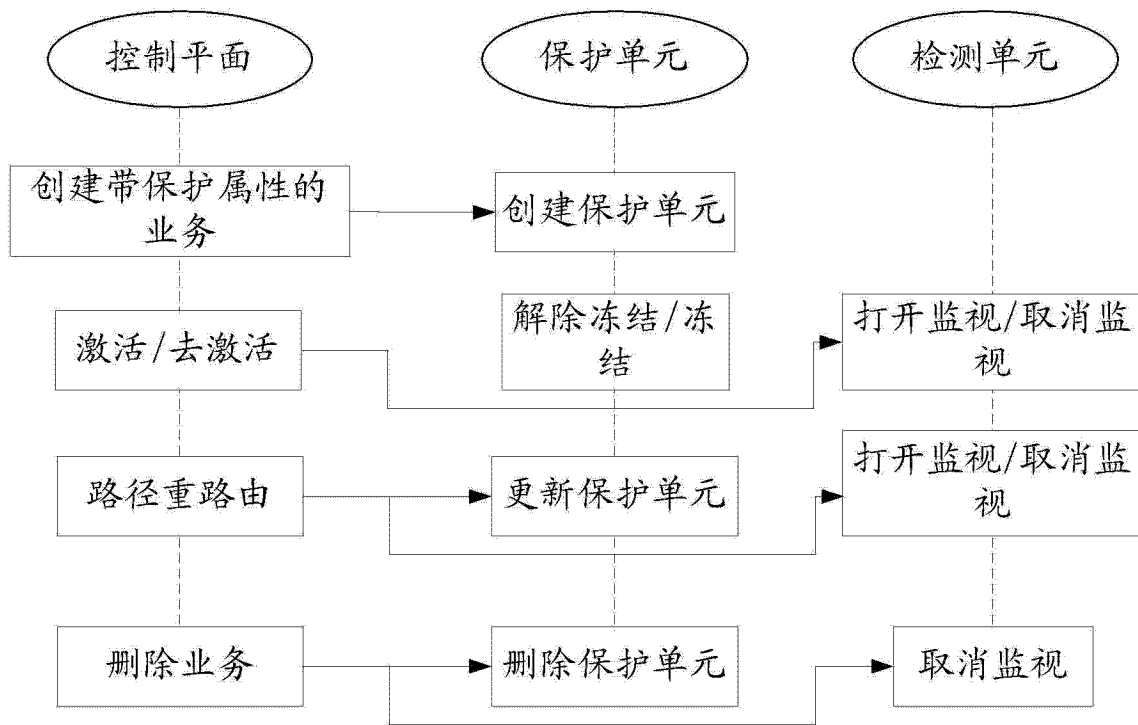 控制平面
保护单元
检测单元
创建带保护属性的
业务
创建保护单元
激活/去激活
解除冻结/冻
结
打开监视/取消监
视
路径重路由
更新保护单元
打开监视/取消监
视
删除业务
删除保护单元
取消监视